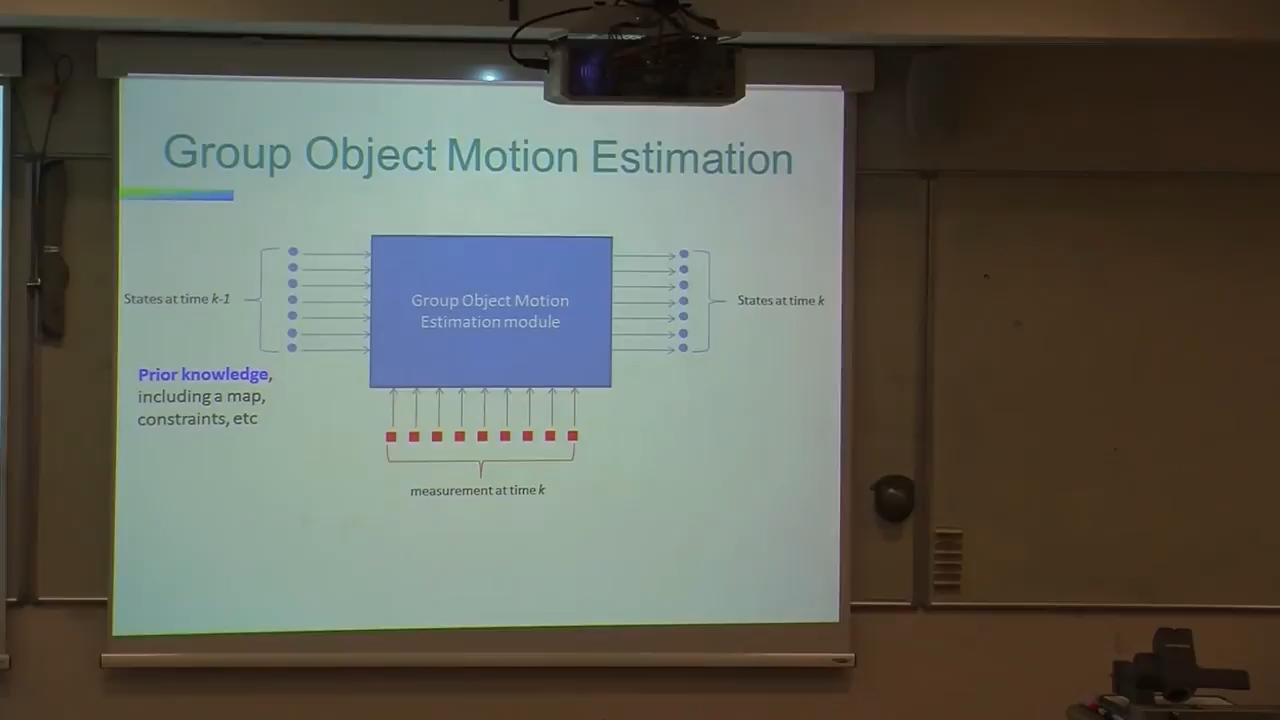 Group Object Motion Estimation
States at time k-1
Group Object Motion
Estimation module
States at time k
Prior knowledge,
including a map,
constraints, etc
measurement at time k